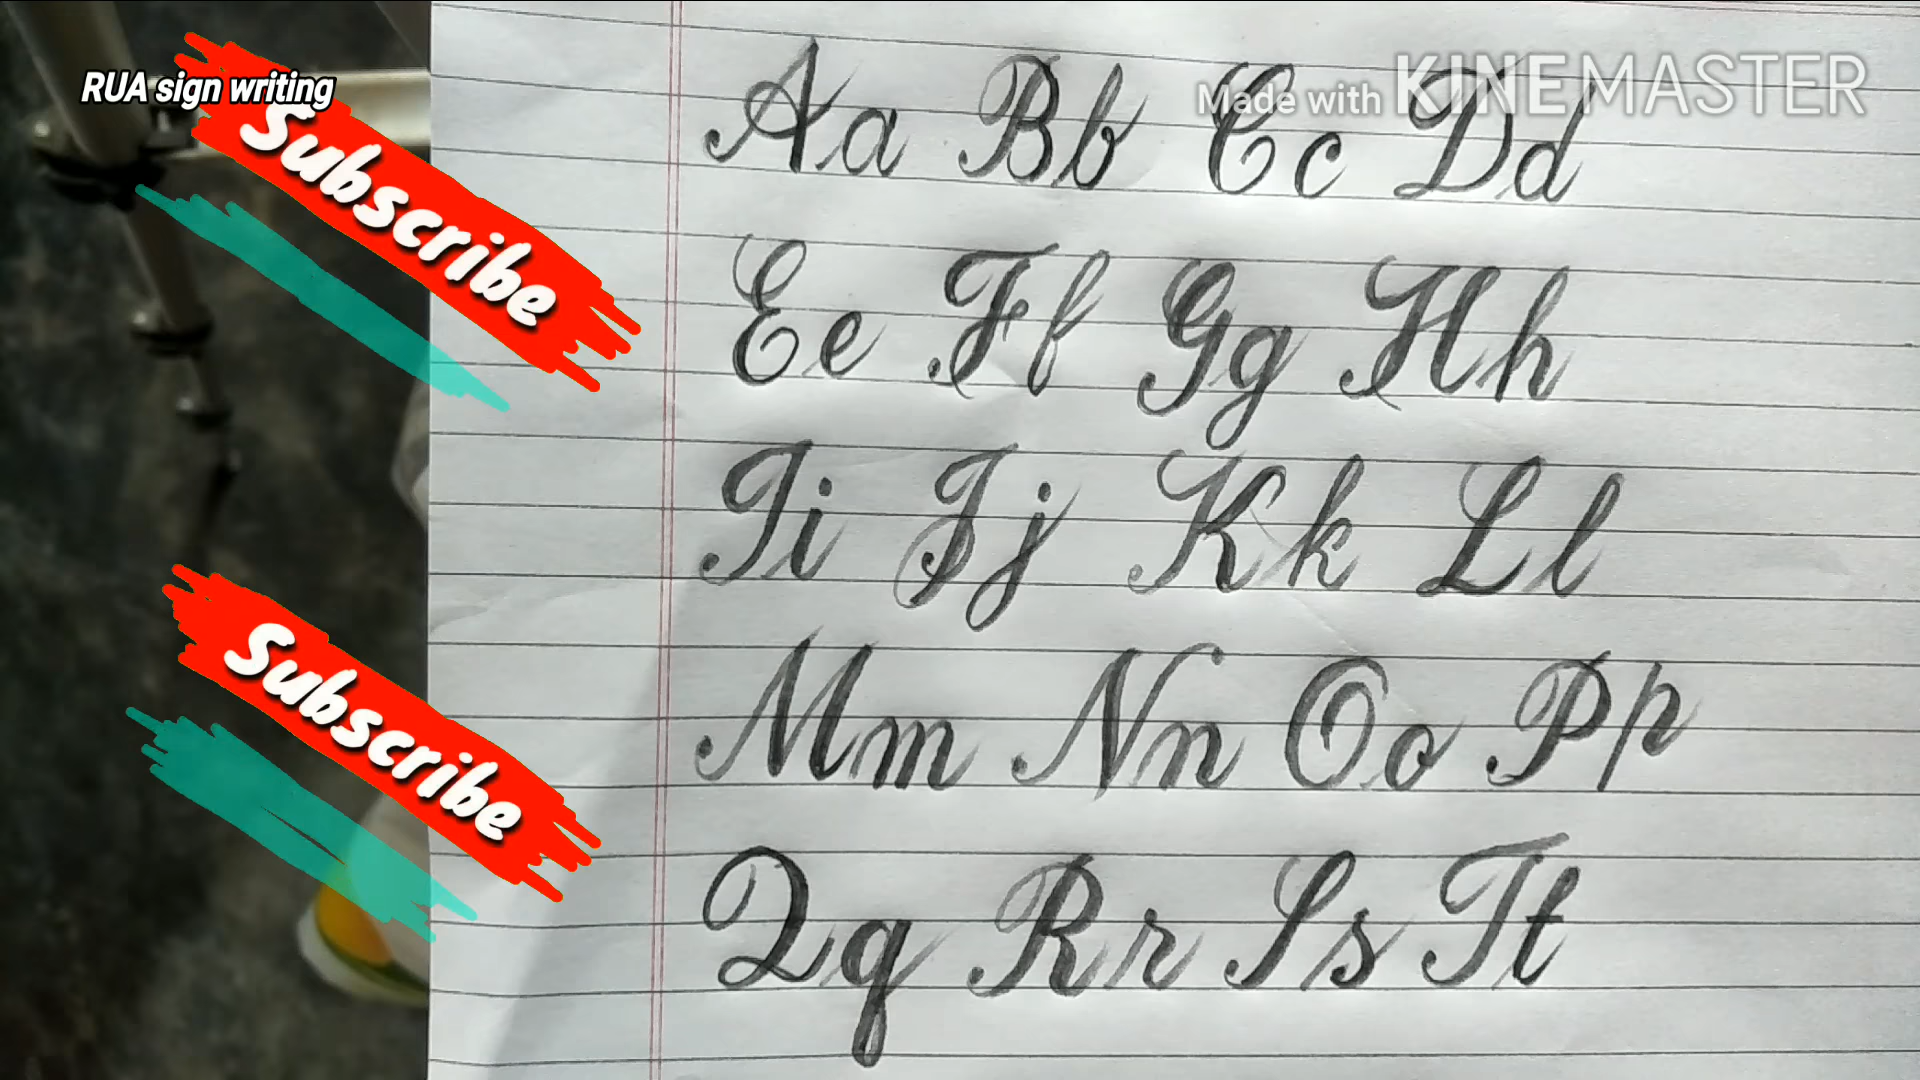 RUA sign writing
Subscribe
Subscribe
Made with KINEMASTER
Aa Bb Cc Dd
Ee Ff Gg Hh
Ii Jj Kk Ll
Mm Nn Oo Pp
Qq Rr Ss Tt